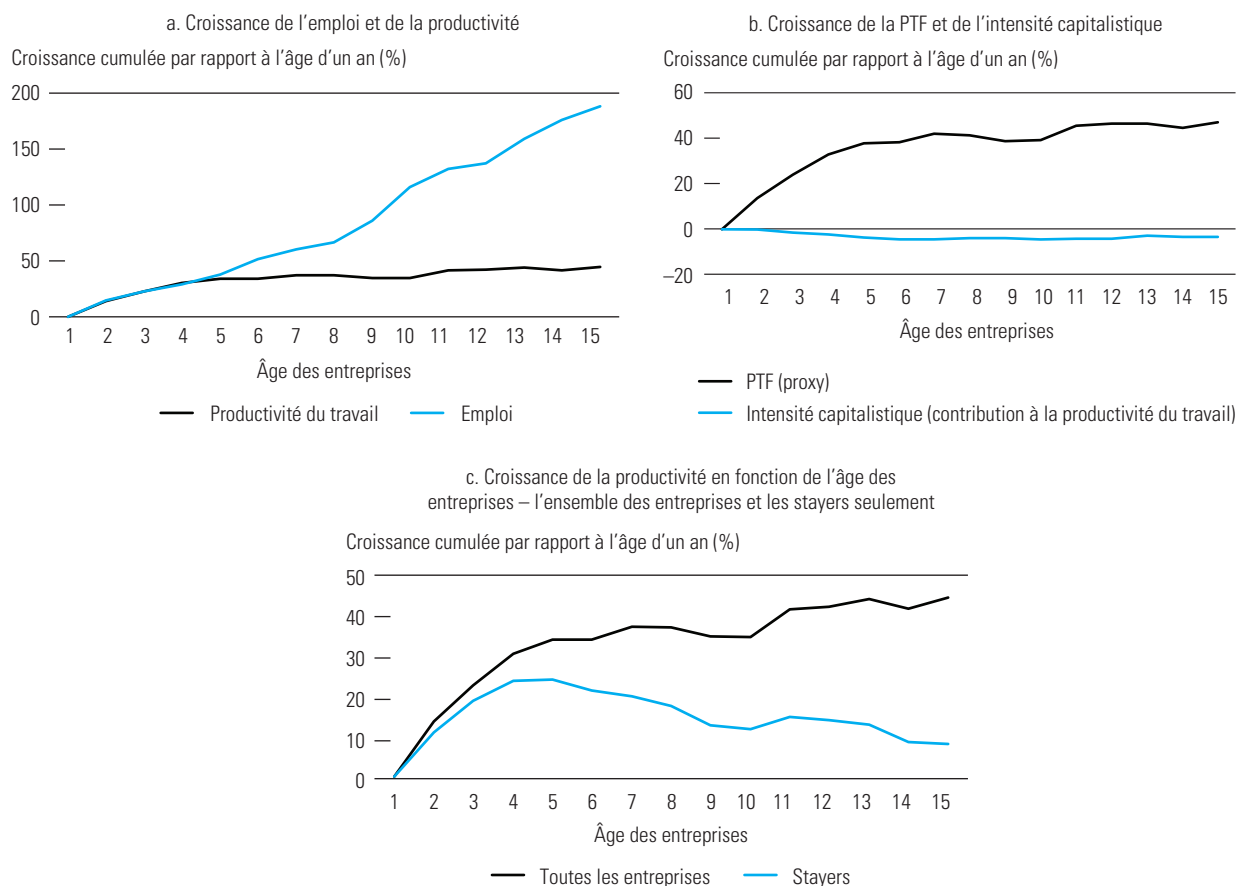 a. Croissance de l'emploi et de la productivité
Croissance cumulée par rapport à l'âge d'un an (%)
200
150
100
50
0
1 2 3 4 5 6 7 8 9 10 11 12 13 14 15
Âge des entreprises
Productivité du travail Emploi
b. Croissance de la PTF et de l'intensité capitalistique
Croissance cumulée par rapport à l'âge d'un an (%)
60
40
20
0
–20
1 2 3 4 5 6 7 8 9 10 11 12 13 14 15
Âge des entreprises
PTF (proxy)
Intensité capitalistique (contribution à la productivité du travail)
c. Croissance de la productivité en fonction de l'âge des
entreprises – l'ensemble des entreprises et les stayers seulement
Croissance cumulée par rapport à l'âge d'un an (%)
50
40
30
20
10
0
1 2 3 4 5 6 7 8 9 10 11 12 13 14 15
Âge des entreprises
Toutes les entreprises Stayers